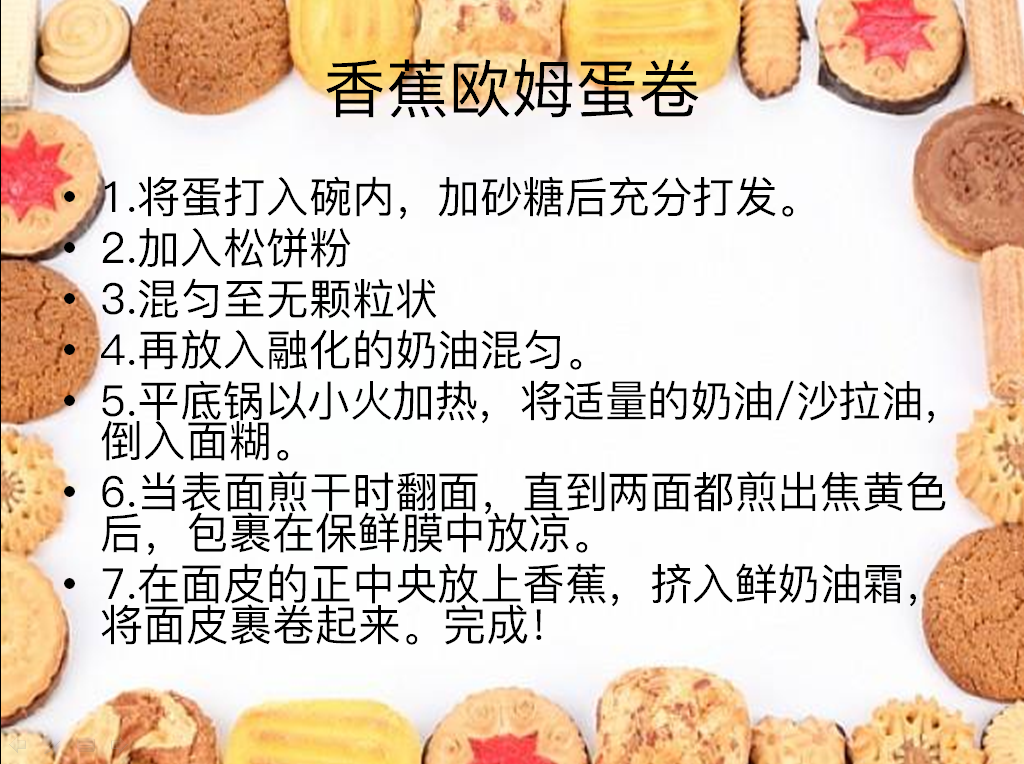 香蕉欧姆蛋卷
• 1.将蛋打入碗内，加砂糖后充分打发。
• 2.加入松饼粉
• 3.混匀至无颗粒状
• 4.再放入融化的奶油混匀。
• 5.平底锅以小火加热，将适量的奶油/沙拉油，
倒入面糊。
• 6.当表面煎干时翻面，直到两面都煎出焦黄色
后，包裹在保鲜膜中放凉。
• 7.在面皮的正中央放上香蕉，挤入鲜奶油霜，
将面皮裹卷起来。完成！